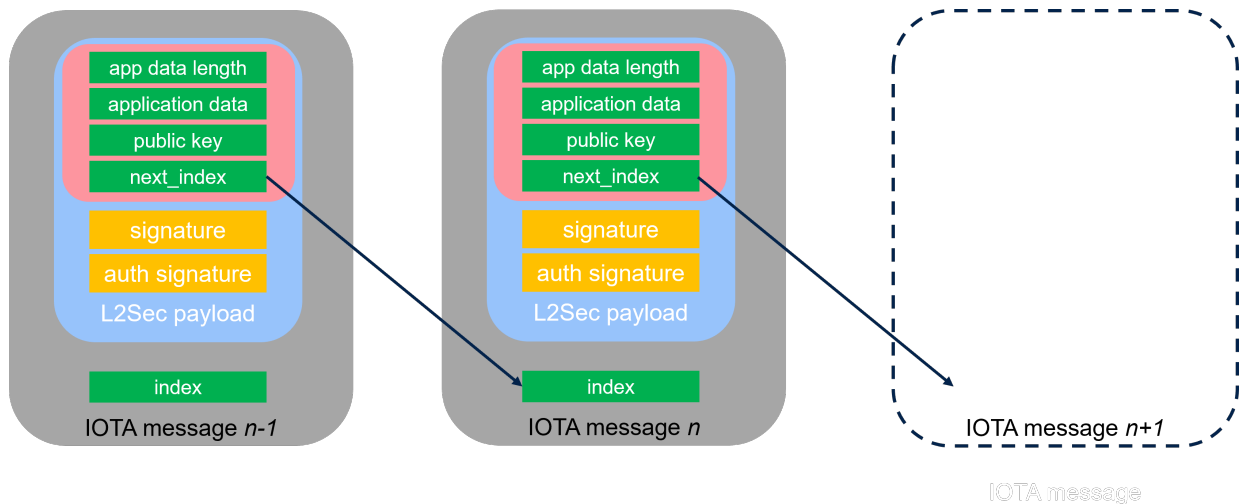 app data length
application data
public key
next_index
signature
auth signature
L2Sec payload
index
IOTA message n-1
app data length
application data
public key
next_index
signature
auth signature
L2Sec payload
index
IOTA message n
IOTA message n+1
IOTA message